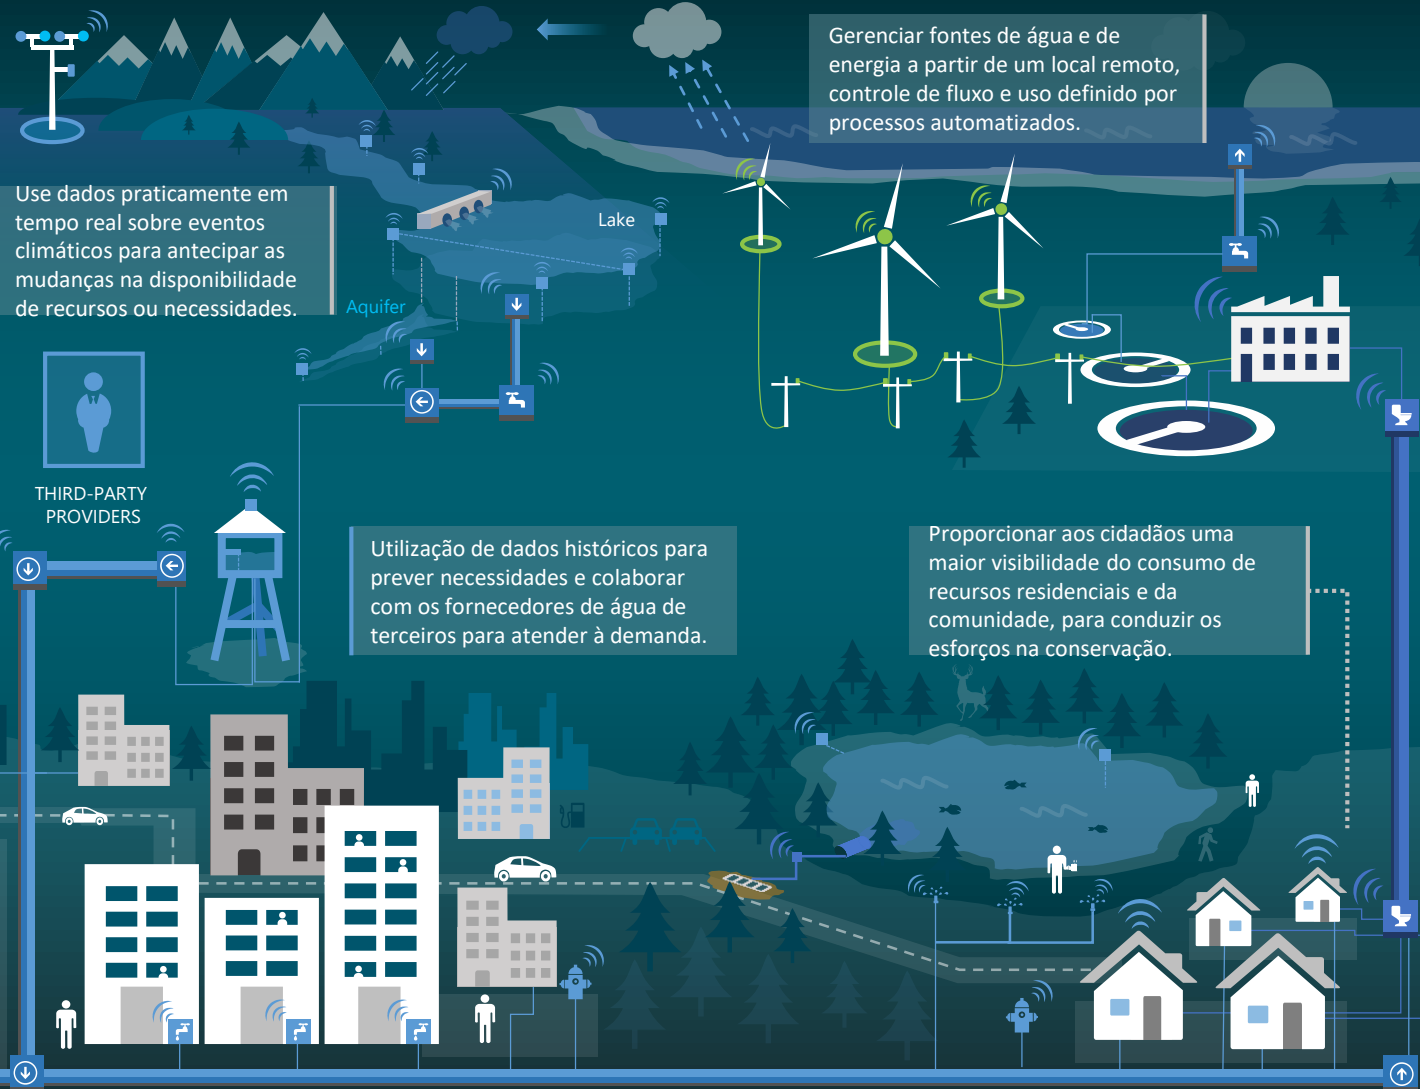 Gerenciar fontes de água e de
energia a partir de um local remoto,
controle de fluxo e uso definido por
processos automatizados.
Use dados praticamente em
tempo real sobre eventos
climáticos para antecipar as
mudanças na disponibilidade
de recursos ou necessidades.
Lake
Aquifer
THIRD-PARTY
PROVIDERS
Utilização de dados históricos para
prever necessidades e colaborar
com os fornecedores de água de
terceiros para atender à demanda.
Proporcionar aos cidadãos uma
maior visibilidade do consumo de
recursos residenciais e da
comunidade, para conduzir os
esforços na conservação.